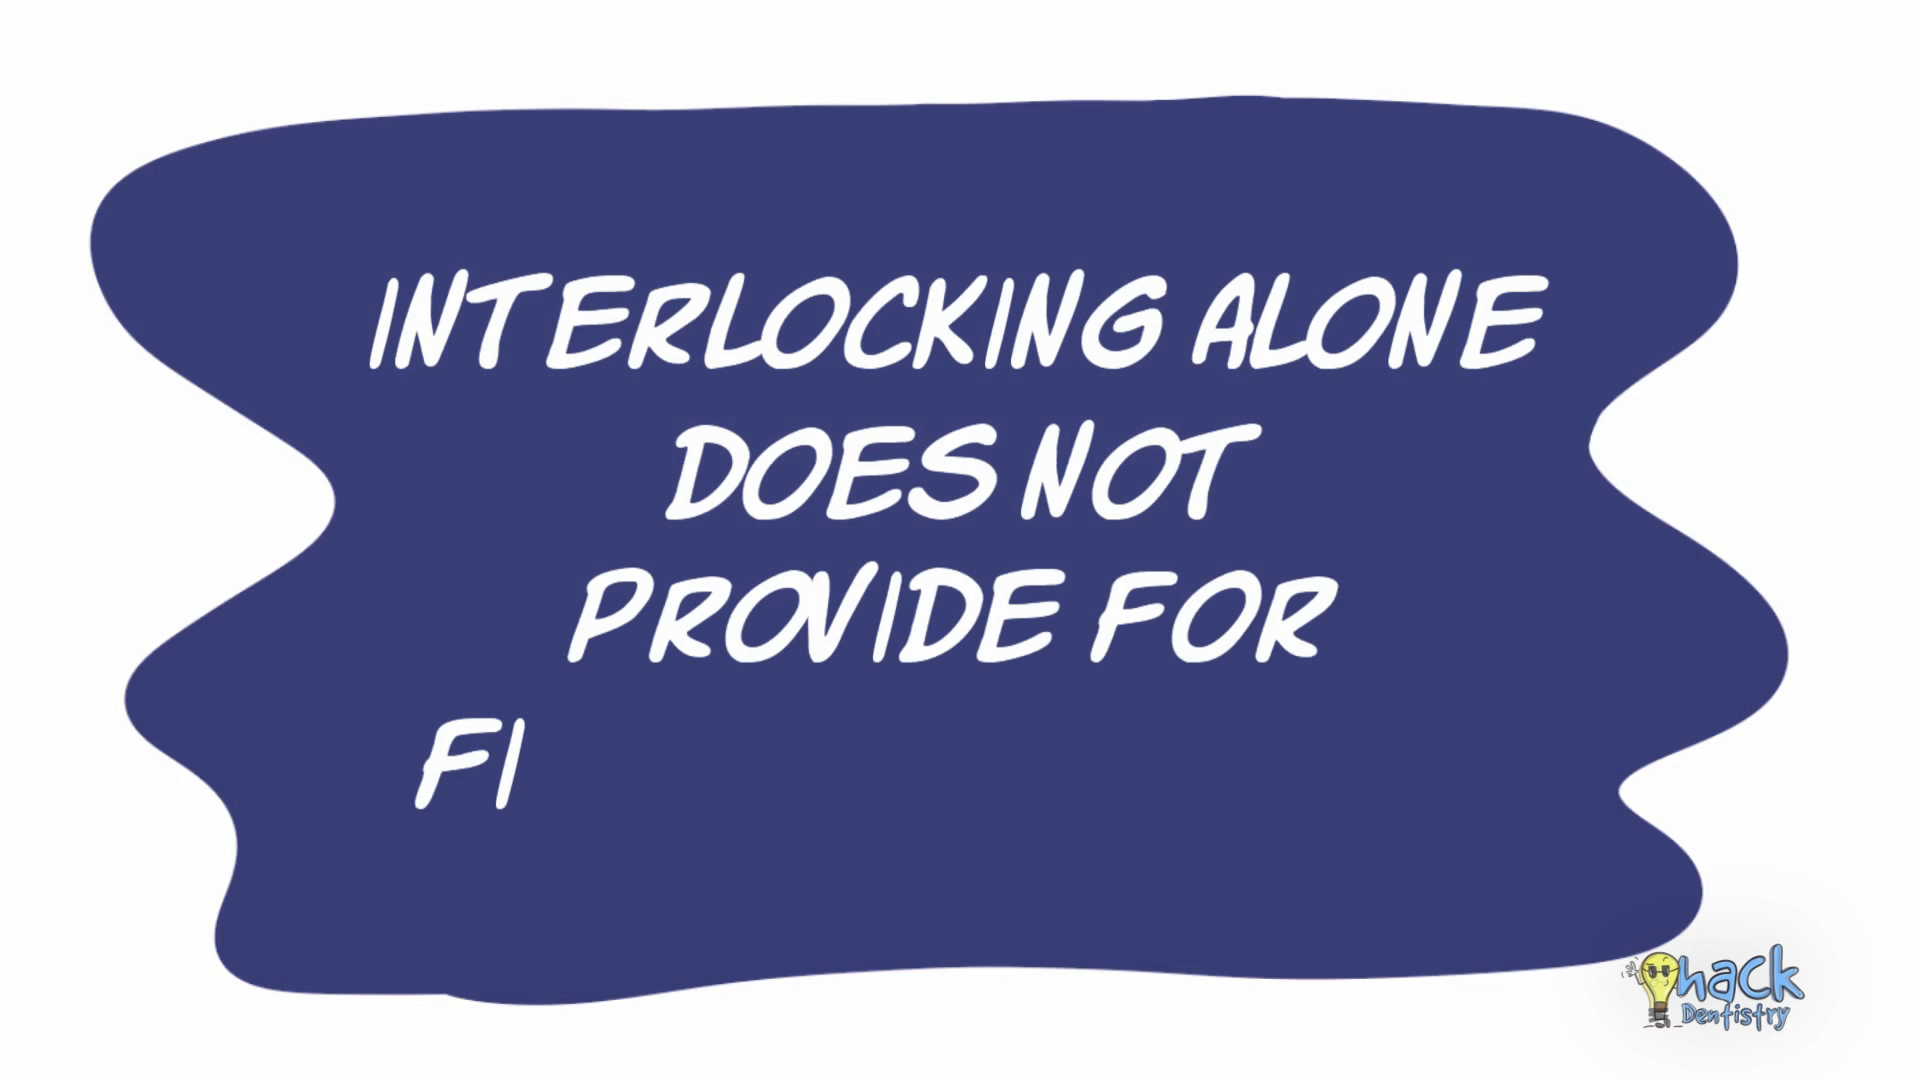 INTERLOCKING ALONE
DOES NOT
PROVIDE FOR
FI
hack
Dentistry